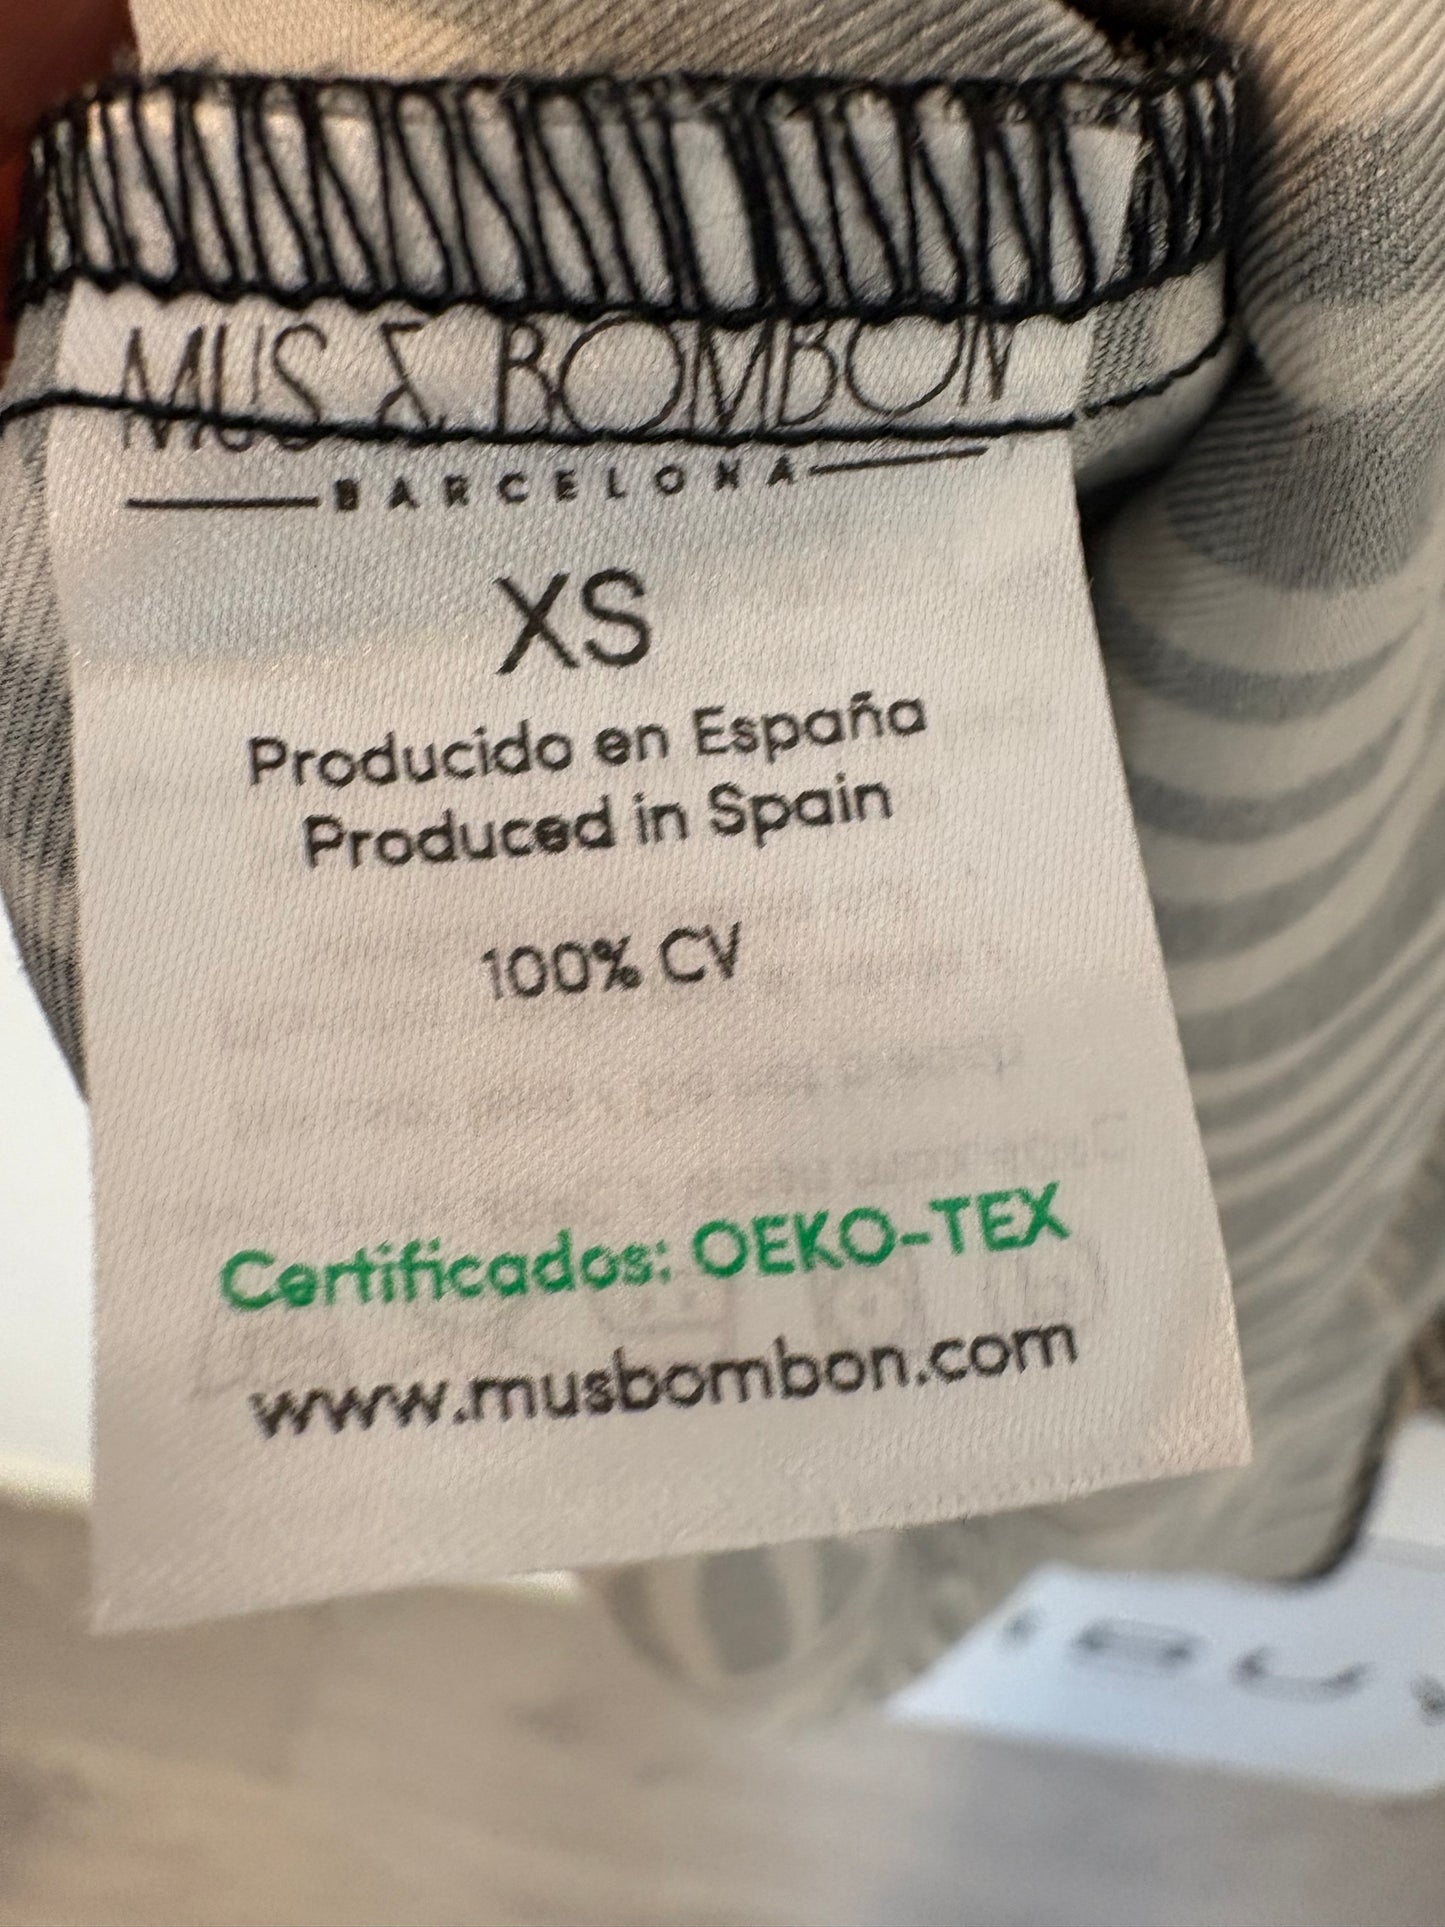 MUS & BOMBON
BARCELONA
XS
Producido en España
Produced in Spain
100% CV
Certificados: OEKO-TEX
www.musbombon.com